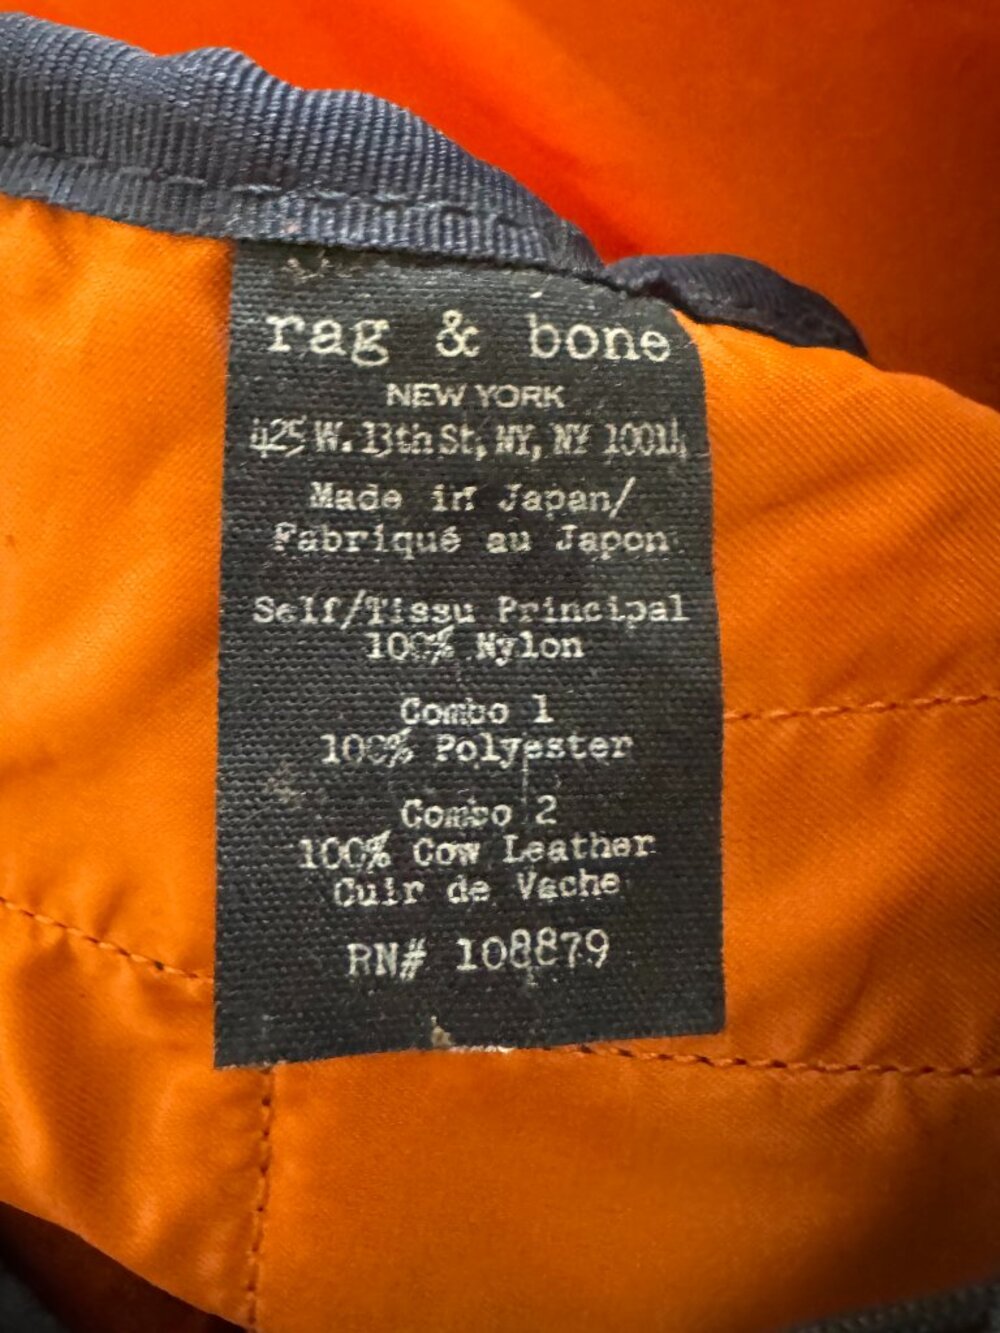 rag & bone
NEW YORK
425 W. 13th St, NY, NY 10014
Made in Japan/
Fabriqué au Japon
Self/Tissu Principal
100% Nylon
Combo 1
100% Polyester
Combo 2
100% Cow Leather
Cuir de Vache
RN# 108879